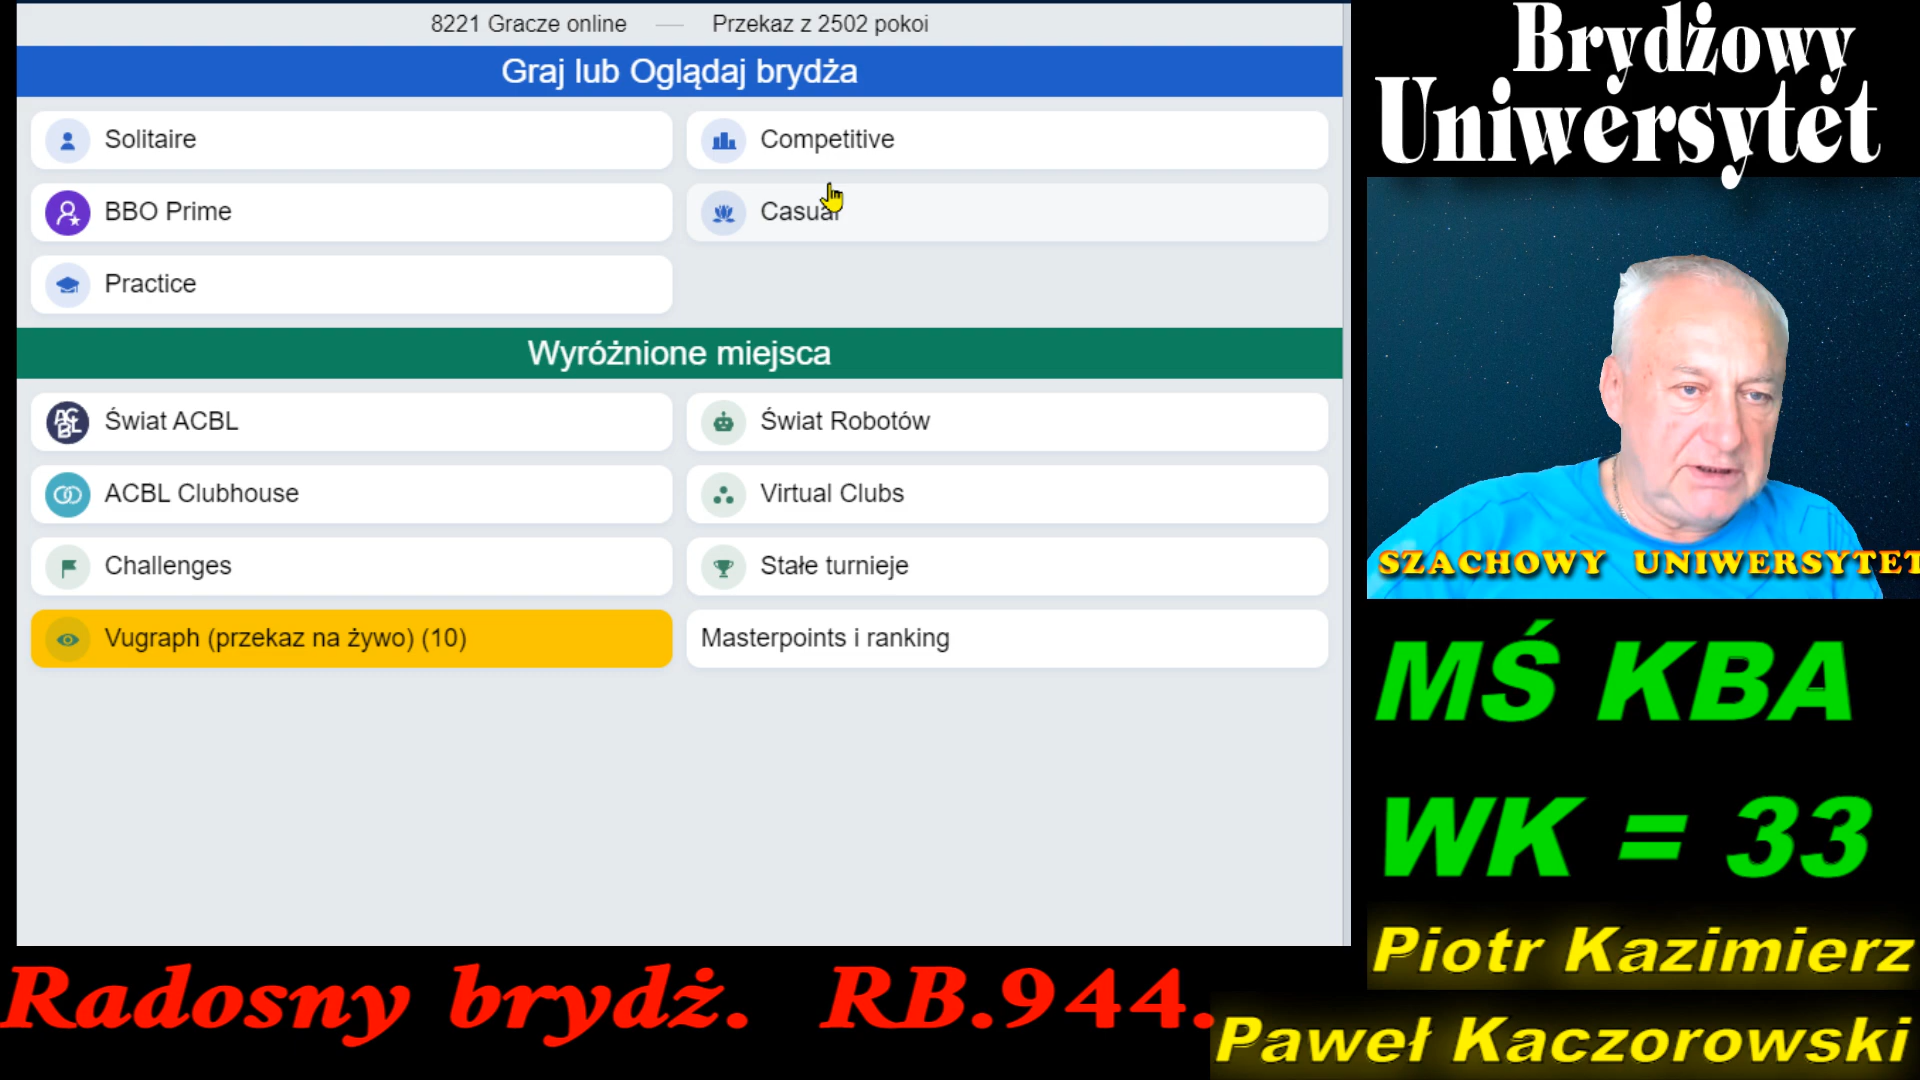 8221 Gracze online — Przekaz z 2502 pokoi
Graj lub Oglądaj brydża
Solitaire
Competitive
BBO Prime
Casual
Practice
Wyróżnione miejsca
ACBL
Świat ACBL
Świat Robotów
ACBL Clubhouse
Virtual Clubs
Challenges
Stałe turnieje
Vugraph (przekaz na żywo) (10)
Masterpoints i ranking
Brydżowy
Uniwersytet
SZACHOWY UNIWERSYTET
MŚ KBA
WK = 33
Piotr Kazimierz
Paweł Kaczorowski
Radosny brydż. RB.944.